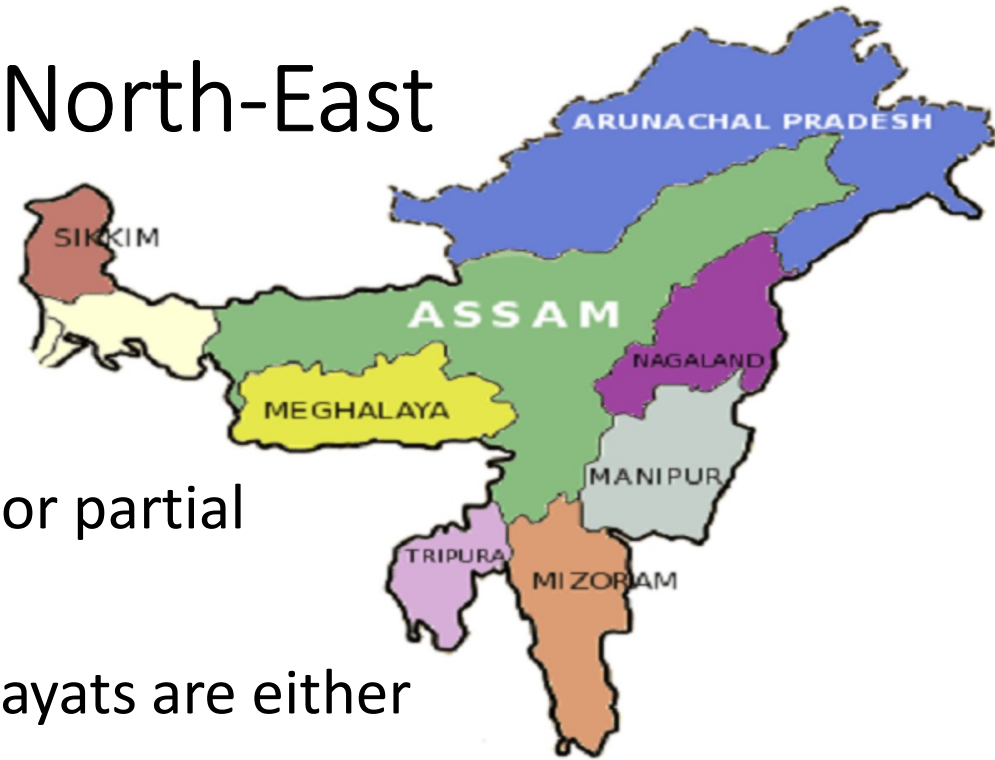 North-East
ARUNACHAL PRADESH
SIKKIM
ASSAM
NAGALAND
MEGHALAYA
MANIPUR
or partial
TRIPURA
MIZORAM
ayats are either